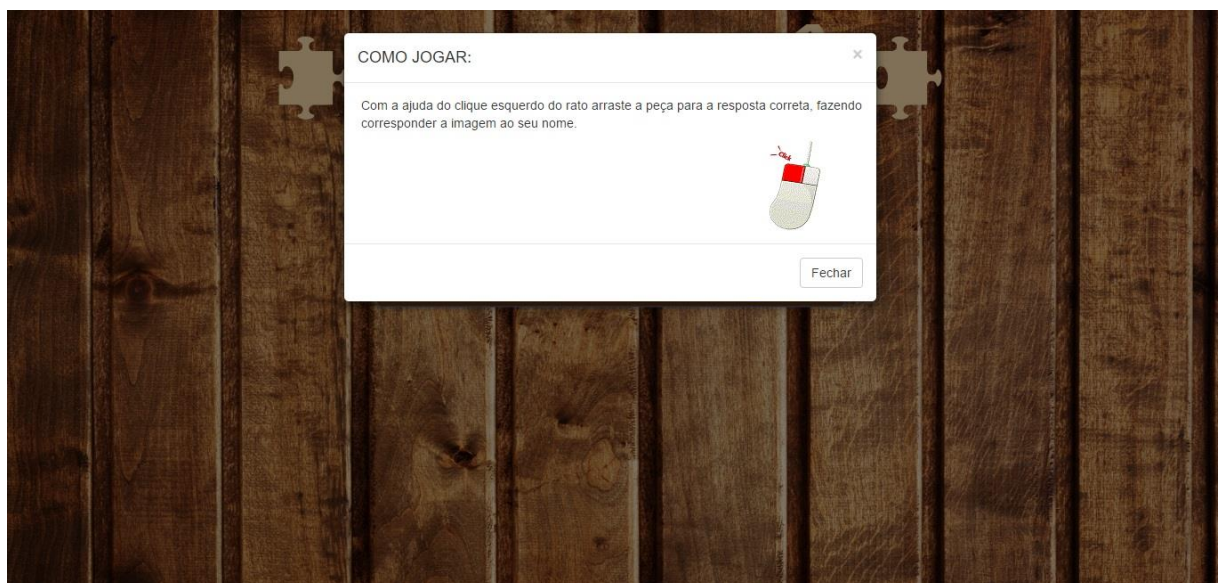 COMO JOGAR:
×
Com a ajuda do clique esquerdo do rato arraste a peça para a resposta correta, fazendo
corresponder a imagem ao seu nome.
Click
Fechar